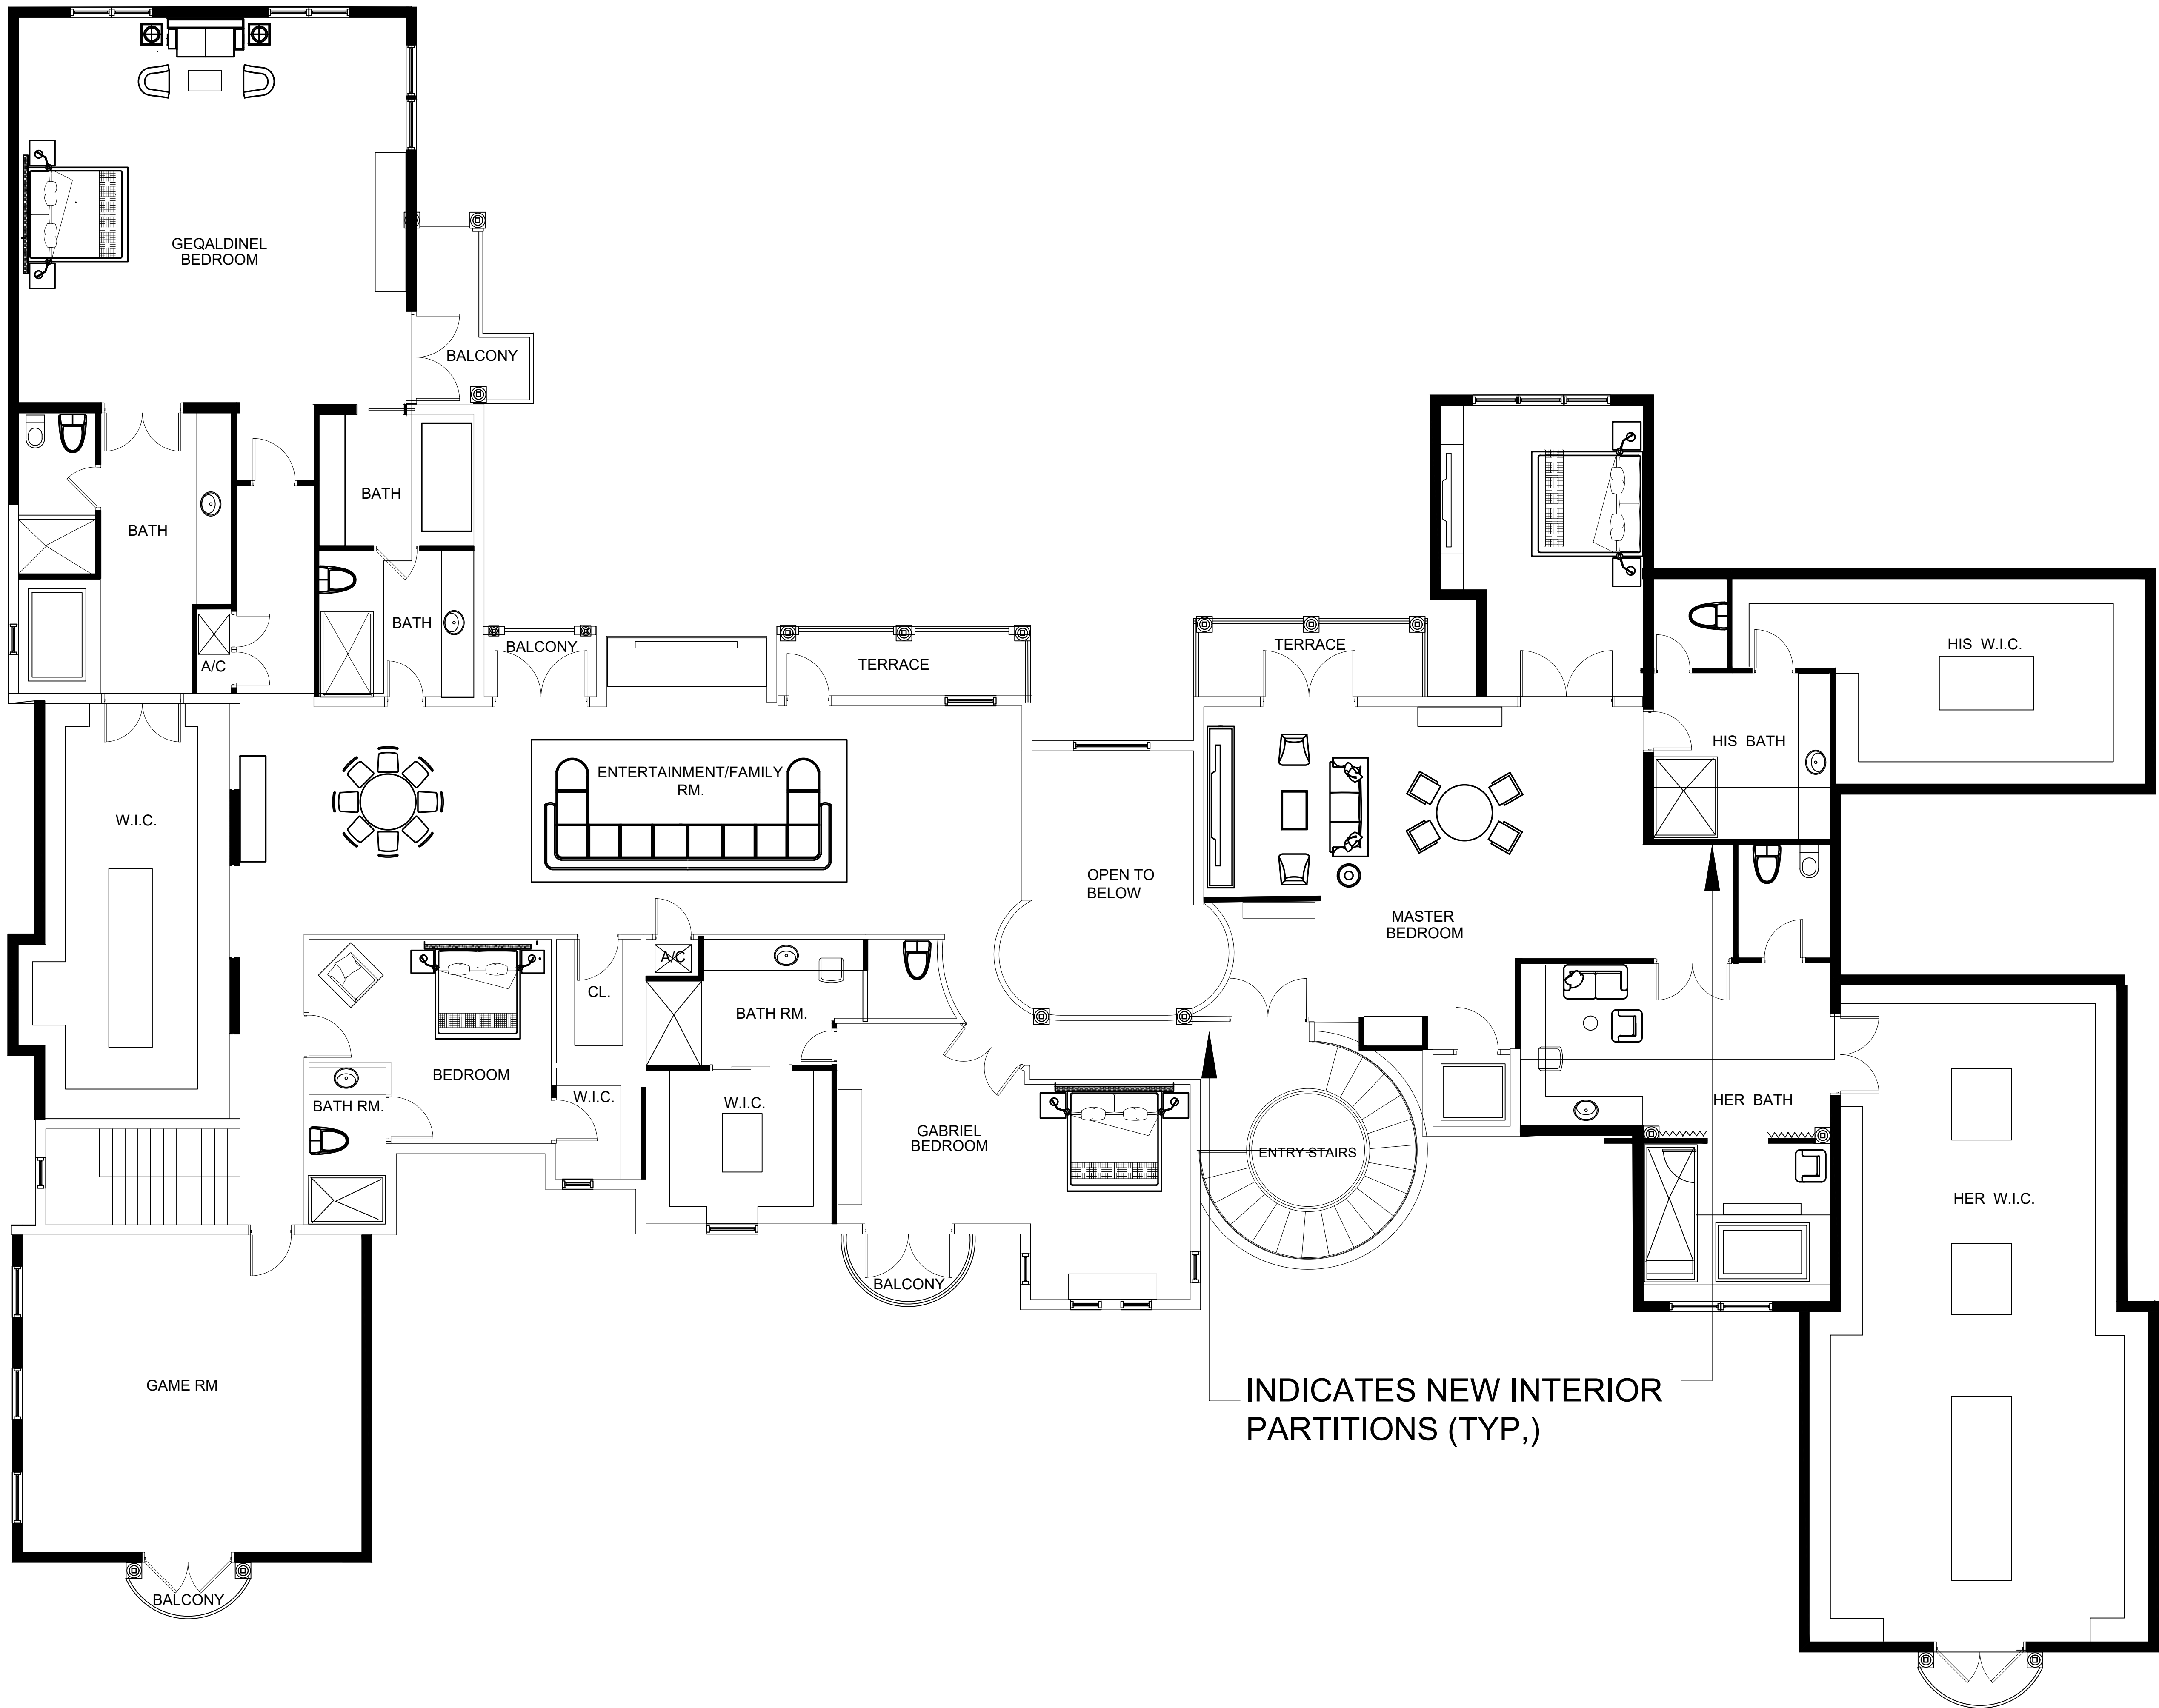 GEQALDINEL
BEDROOM
BALCONY
BATH
BATH
BATH
A/C
BALCONY
TERRACE
TERRACE
HIS W.I.C.
HIS BATH
ENTERTAINMENT/FAMILY
RM.
W.I.C.
OPEN TO
BELOW
MASTER
BEDROOM
A/C
CL.
BATH RM.
BEDROOM
W.I.C.
BATH RM.
W.I.C.
GABRIEL
BEDROOM
ENTRY STAIRS
HER BATH
HER W.I.C.
BALCONY
GAME RM
INDICATES NEW INTERIOR
PARTITIONS (TYP,)
BALCONY